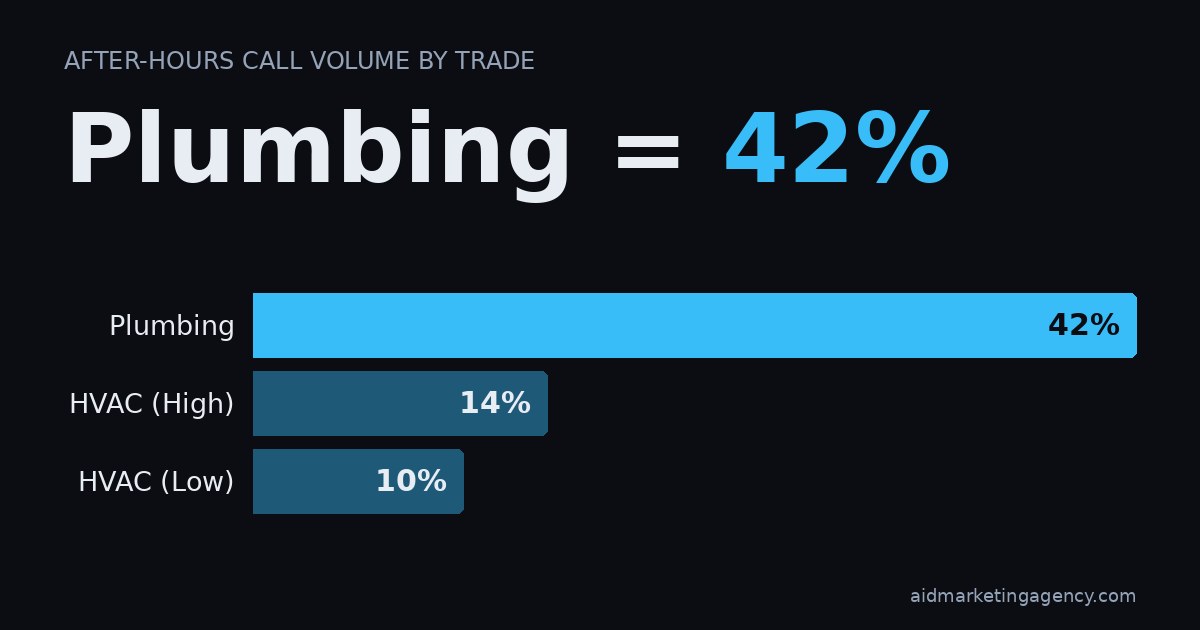 AFTER-HOURS CALL VOLUME BY TRADE
Plumbing = 42%
Plumbing 42%
HVAC (High) 14%
HVAC (Low) 10%
aidmarketingagency.com